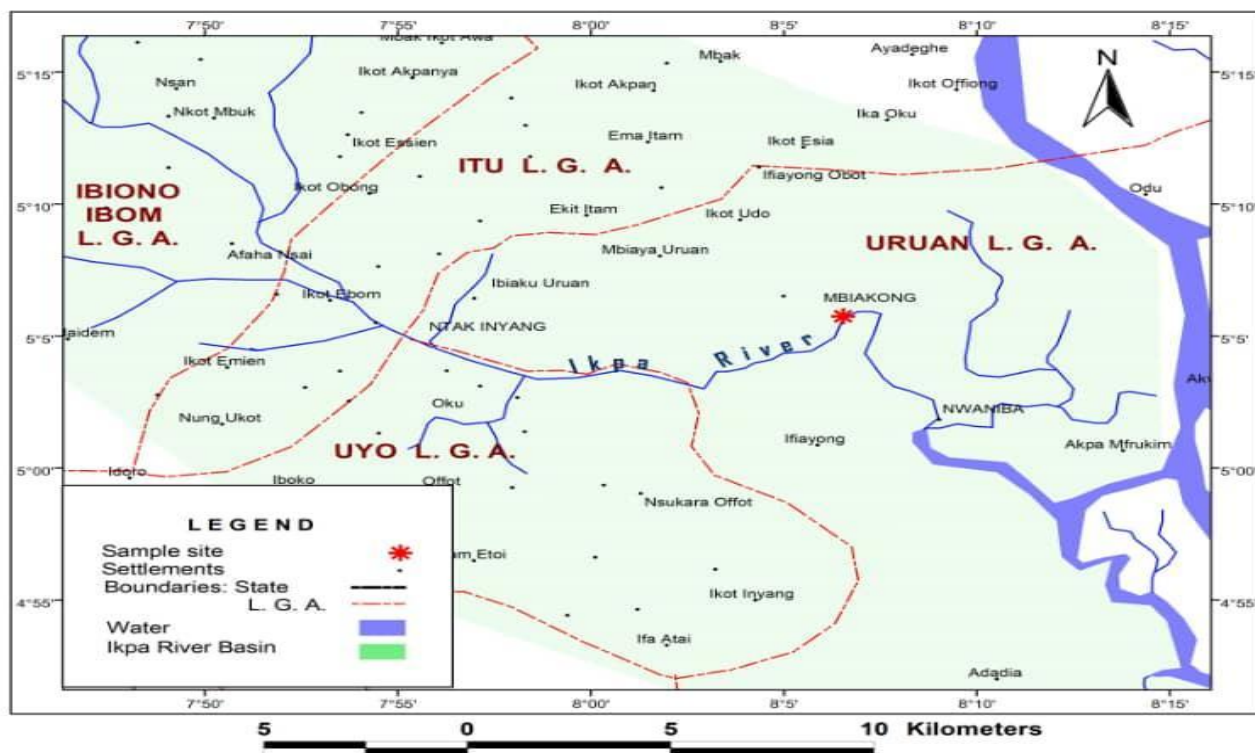 7°50' 7°55' 8°00' 8°05' 8°10' 8°15'
Mbak Ikot Awa
Mbak
Ayadeghe
N
5°15' 5°15'
Nsan
Ikot Akpanya
Ikot Akpan
Ikot Offiong
Nkot Mbuk
Ika Oku
Ikot Essien
Ema Itam
Ikot Esia
ITU L. G. A.
Ikot Obong
Ifiayong Obot
IBIONO
IBOM
L. G. A.
Odu
5°10' 5°10'
Ekit Itam
Ikot Udo
URUAN L. G. A.
Afaha Nsai
Mbiaya Uruan
Ibiaku Uruan
Ikot Ebom
MBIAKONG
NTAK INYANG
5°5' 5°5'
Ikpa River
Ikot Emien
Oku
Nung Ukot
NWANIBA
UYO L. G. A.
Ifiayong
Akpa Mfrukim
5°00' 5°00'
Idoro
Iboko
Offot
Nsukara Offot
LEGEND
Sample site
Settlements
Boundaries: State
L. G. A.
Water
Ikpa River Basin
Etoi
4°55' 4°55'
Ikot Inyang
Ifa Atai
Adadia
7°50' 7°55' 8°00' 8°5' 8°10' 8°15'
5 0 5 10 Kilometers